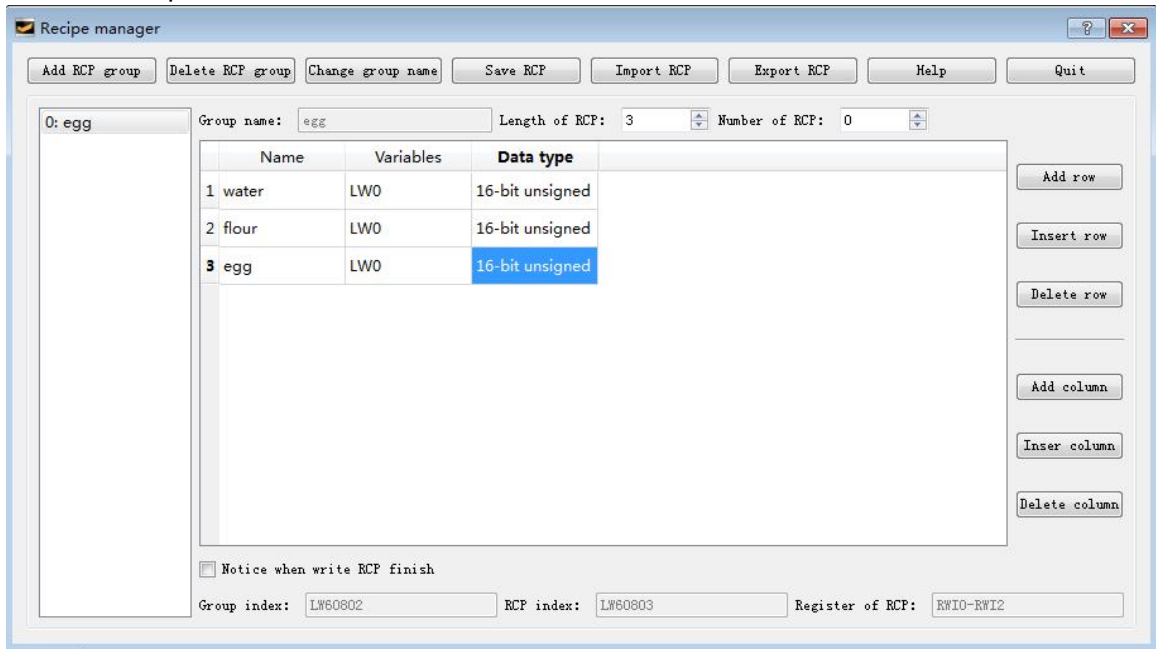 Recipe manager
Add RCP group Delete RCP group Change group name Save RCP Import RCP Export RCP Help Quit
0: egg
Group name: egg Length of RCP: 3 Number of RCP: 0
Name Variables Data type
1 water LW0 16-bit unsigned
2 flour LW0 16-bit unsigned
3 egg LW0 16-bit unsigned
Add row
Insert row
Delete row
Add column
Inser column
Delete column
Notice when write RCP finish
Group index: LW60802 RCP index: LW60803 Register of RCP: RWI0-RWI2